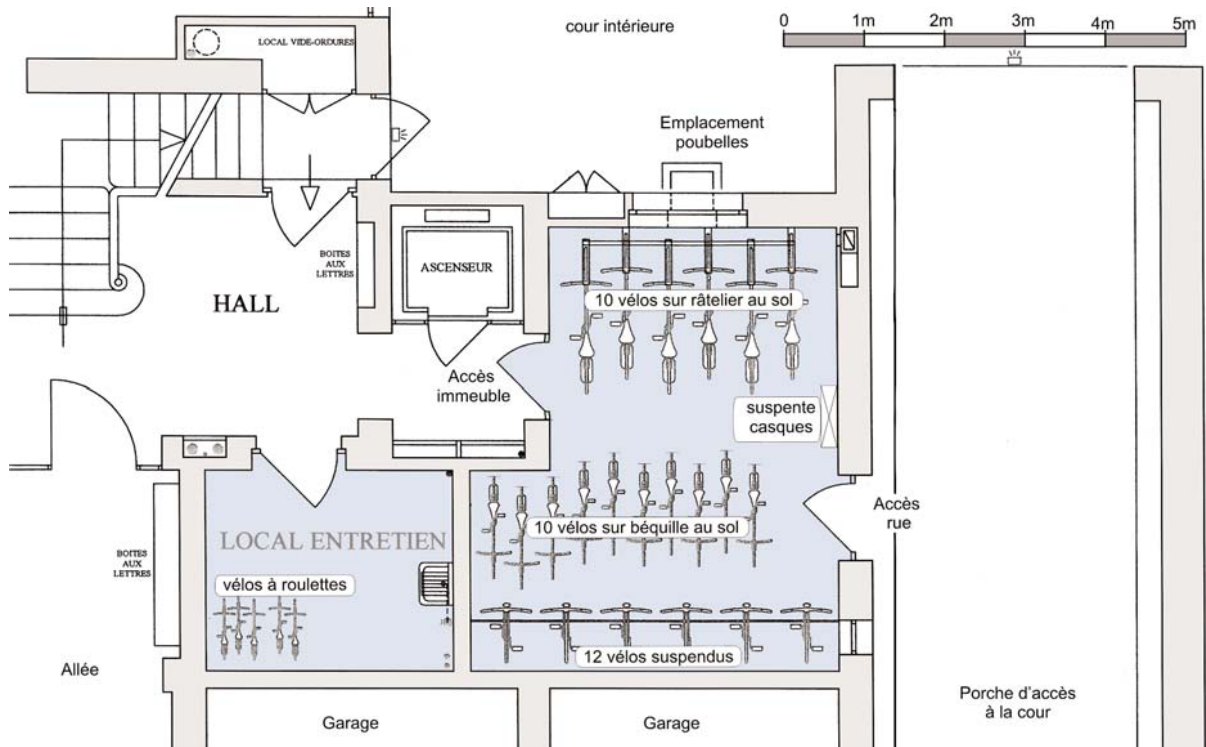 cour intérieure
0 1m 2m 3m 4m 5m
LOCAL VIDE-ORDURES
Emplacement
poubelles
BOITES
AUX
LETTRES
ASCENSEUR
HALL
10 vélos sur râtelier au sol
Accès
immeuble
suspente
casques
Accès
rue
10 vélos sur béquille au sol
LOCAL ENTRETIEN
BOITES
AUX
LETTRES
vélos à roulettes
12 vélos suspendus
Allée
Porche d'accès
à la cour
Garage
Garage